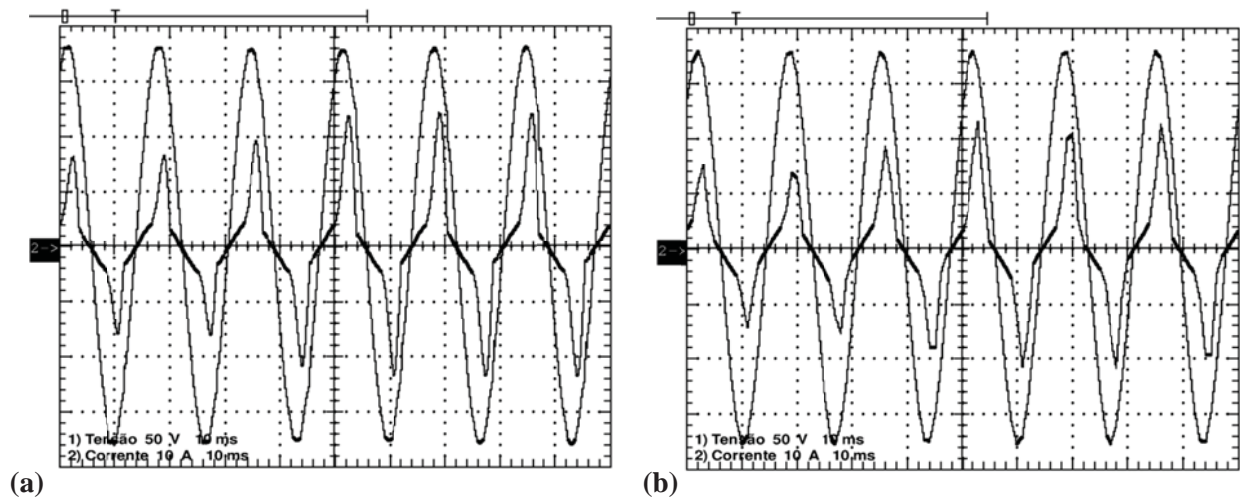 T
T
2->
2->
1) Tensão 50 V 10 ms
2) Corrente 10 A 10 ms
1) Tensão 50 V 10 ms
2) Corrente 10 A 10 ms
(a)
(b)